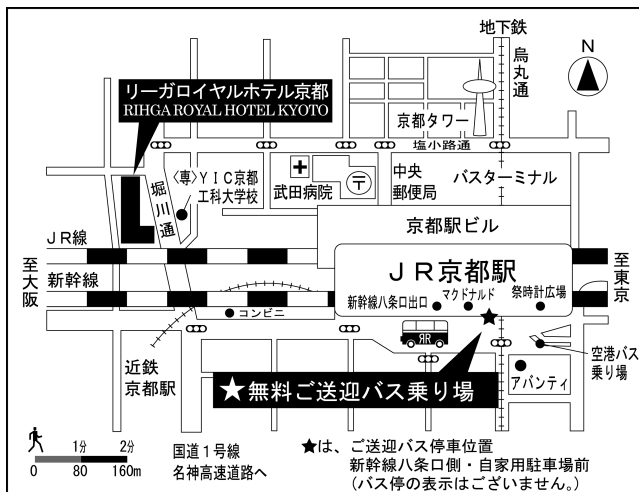 地下鉄
烏丸通
N
リーガロイヤルホテル京都
RIHGA ROYAL HOTEL KYOTO
京都タワー
塩小路通
〈専〉YIC京都
工科大学校
武田病院
〒
中央
郵便局
バスターミナル
堀川通
京都駅ビル
JR線
新幹線
至大阪
至東京
JR京都駅
新幹線八条口出口
マクドナルド
祭時計広場
コンビニ
近鉄
京都駅
RR
空港バス
乗り場
アバンティ
★無料ご送迎バス乗り場
1分 2分
0 80 160m
国道1号線
名神高速道路へ
★は、ご送迎バス停車位置
新幹線八条口側・自家用駐車場前
(バス停の表示はございません。)